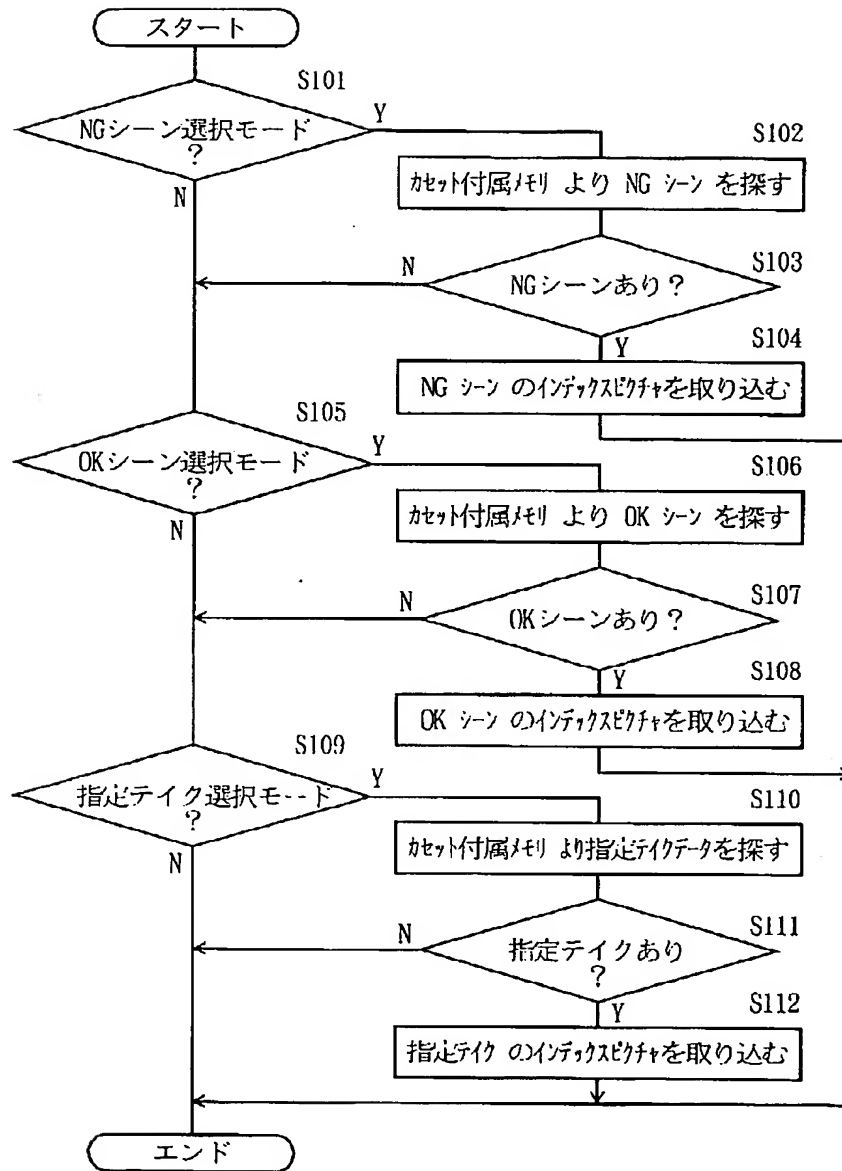 スタート
S101
NGシーン選択モード
?
Y
N
S102
カセット付属メモリ より NG シーン を探す
S103
NGシーンあり?
N
Y
S104
NG シーン のインデックスピクチャを取り込む
S105
OKシーン選択モード
?
Y
N
S106
カセット付属メモリ より OK シーン を探す
S107
OKシーンあり?
N
Y
S108
OK シーン のインデックスピクチャを取り込む
S109
指定テイク選択モード
?
Y
N
S110
カセット付属メモリ より指定テイクデータを探す
S111
指定テイクあり
?
N
Y
S112
指定テイク のインデックスピクチャを取り込む
エンド